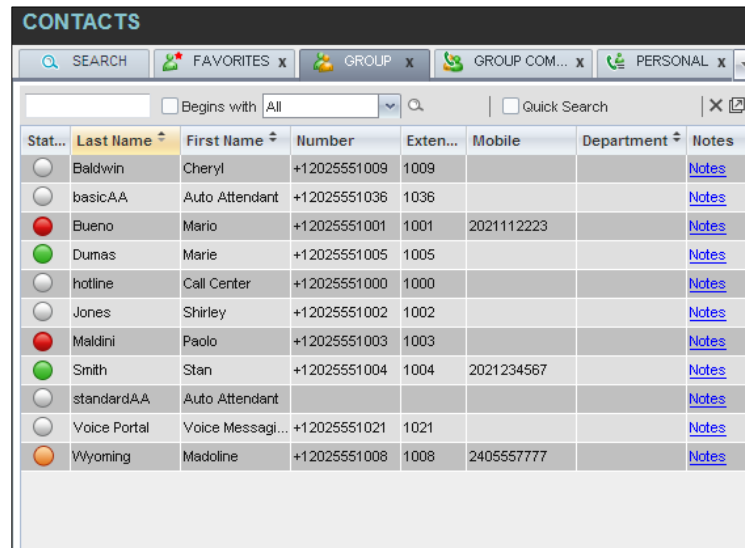 CONTACTS
SEARCH FAVORITES x GROUP x GROUP COM... x PERSONAL x
Begins with All Quick Search
Stat... Last Name First Name Number Exten... Mobile Department Notes
Baldwin Cheryl +12025551009 1009 Notes
basicAA Auto Attendant +12025551036 1036 Notes
Bueno Mario +12025551001 1001 2021112223 Notes
Dumas Marie +12025551005 1005 Notes
hotline Call Center +12025551000 1000 Notes
Jones Shirley +12025551002 1002 Notes
Maldini Paolo +12025551003 1003 Notes
Smith Stan +12025551004 1004 2021234567 Notes
standardAA Auto Attendant Notes
Voice Portal Voice Messagi... +12025551021 1021 Notes
Wyoming Madoline +12025551008 1008 2405557777 Notes